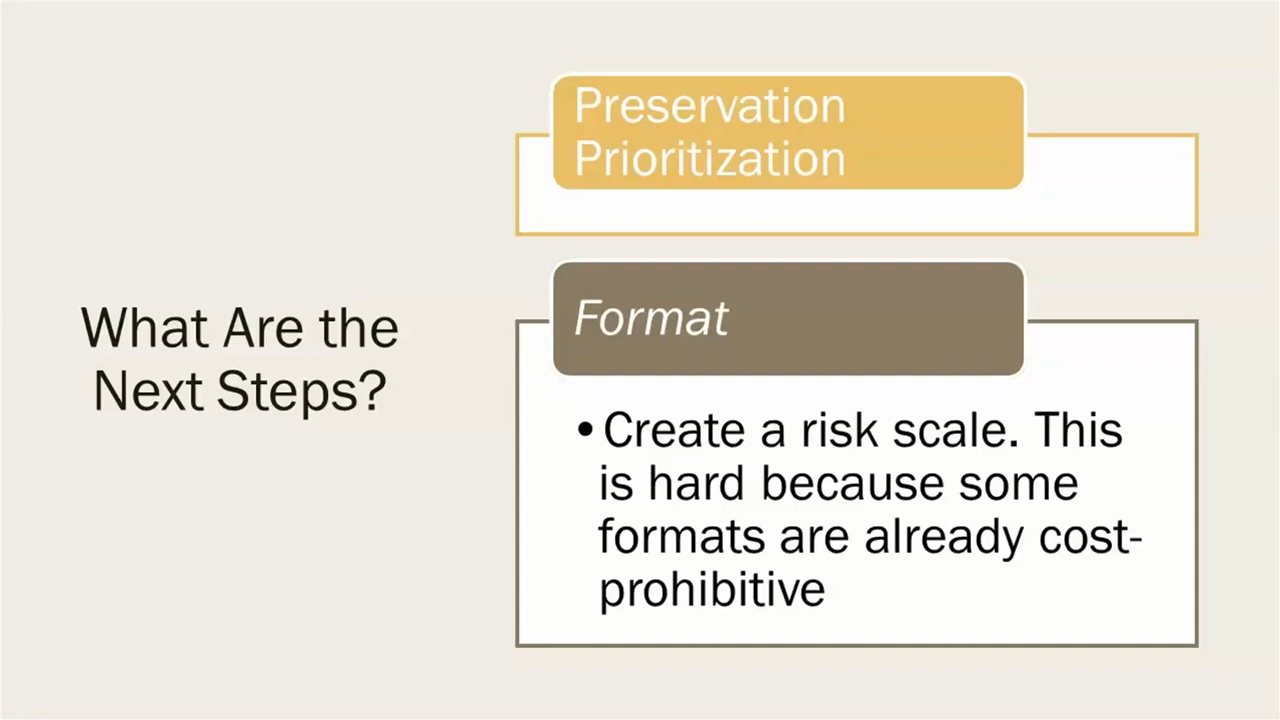 What Are the
Next Steps?
Preservation
Prioritization
Format
•Create a risk scale. This
is hard because some
formats are already cost-
prohibitive